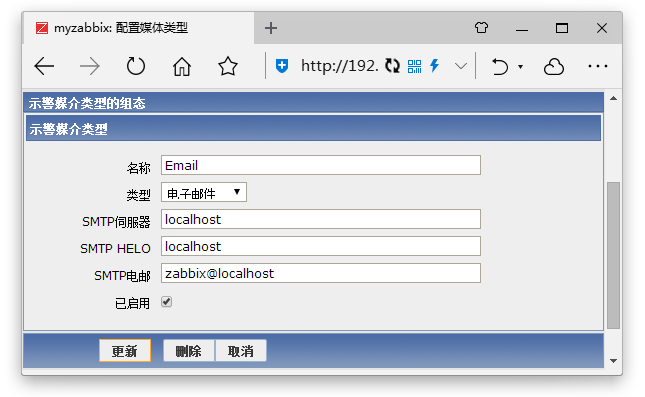 myzabbix: 配置媒体类型
http://192.
示警媒介类型的组态
示警媒介类型
名称 Email
类型 电子邮件
SMTP伺服器 localhost
SMTP HELO localhost
SMTP电邮 zabbix@localhost
已启用
更新 删除 取消